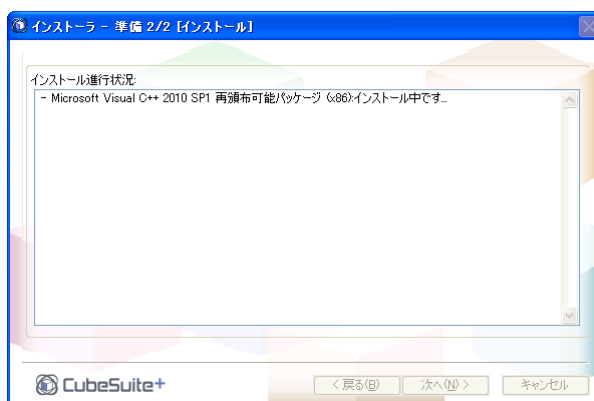 インストーラ - 準備 2/2 [インストール]
インストール進行状況:
- Microsoft Visual C++ 2010 SP1 再頒布可能パッケージ (x86):インストール中です...
CubeSuite+
< 戻る(B) 次へ(N) > キャンセル